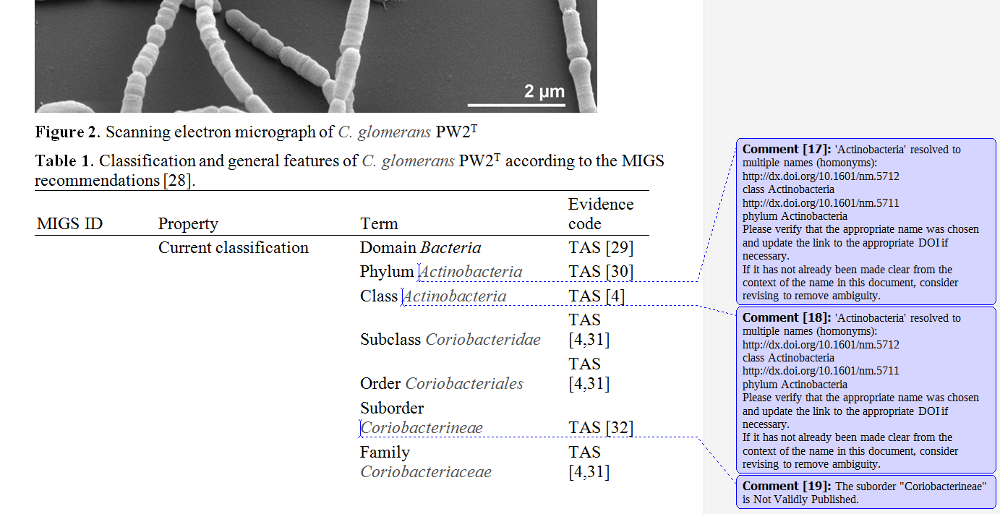 2 µm
Figure 2. Scanning electron micrograph of C. glomerans PW2ᵀ
Table 1. Classification and general features of C. glomerans PW2ᵀ according to the MIGS
recommendations [28].
MIGS ID Property Term Evidence
code
Current classification Domain Bacteria TAS [29]
Phylum Actinobacteria TAS [30]
Class Actinobacteria TAS [4]
TAS
Subclass Coriobacteridae [4,31]
TAS
Order Coriobacteriales [4,31]
Suborder
Coriobacterineae TAS [32]
Family TAS
Coriobacteriaceae [4,31]
Comment [17]: 'Actinobacteria' resolved to
multiple names (homonyms):
http://dx.doi.org/10.1601/nm.5712
class Actinobacteria
http://dx.doi.org/10.1601/nm.5711
phylum Actinobacteria
Please verify that the appropriate name was chosen
and update the link to the appropriate DOI if
necessary.
If it has not already been made clear from the
context of the name in this document, consider
revising to remove ambiguity.
Comment [18]: 'Actinobacteria' resolved to
multiple names (homonyms):
http://dx.doi.org/10.1601/nm.5712
class Actinobacteria
http://dx.doi.org/10.1601/nm.5711
phylum Actinobacteria
Please verify that the appropriate name was chosen
and update the link to the appropriate DOI if
necessary.
If it has not already been made clear from the
context of the name in this document, consider
revising to remove ambiguity.
Comment [19]: The suborder "Coriobacterineae"
is Not Validly Published.